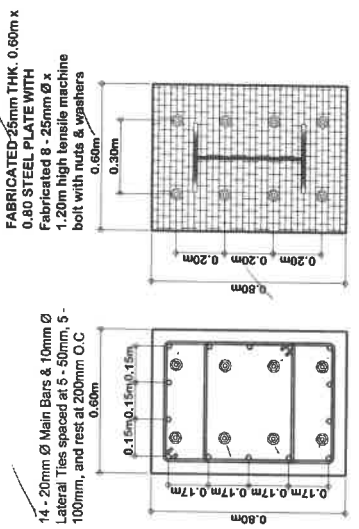 FABRICATED 25mm THK. 0.60m x
0.80 STEEL PLATE WITH
Fabricated 8 - 25mm Ø x
1.20m high tensile machine
bolt with nuts & washers
0.60m
0.30m
0.20m
0.20m
0.20m
0.80m
14 - 20mm Ø Main Bars & 10mm Ø
Lateral Ties spaced at 5 - 50mm, 5 -
100mm, and rest at 200mm O.C
0.60m
0.15m 0.15m 0.15m
0.17m
0.17m
0.17m
0.17m
0.80m